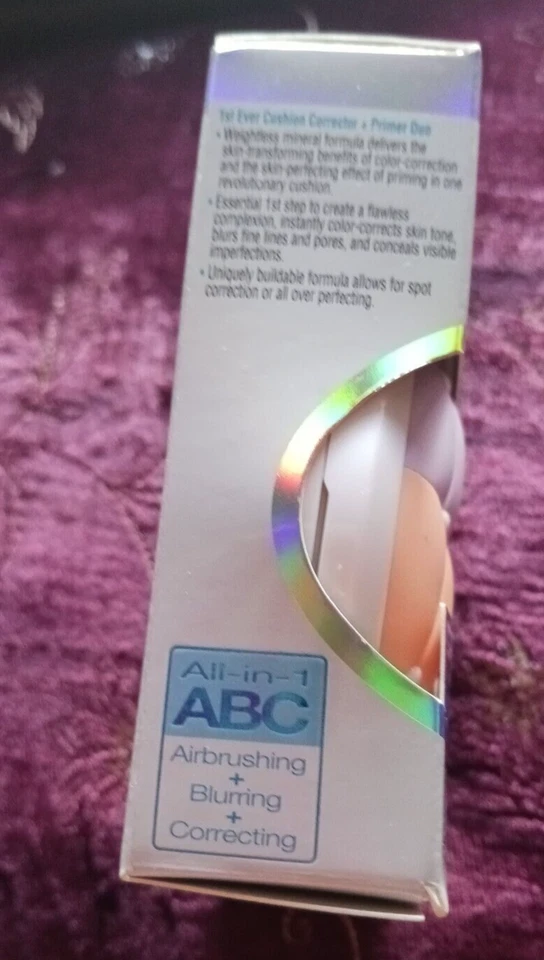 1st Ever Cushion Corrector + Primer Duo
• Weightless mineral formula delivers the
skin-transforming benefits of color-correction
and the skin-perfecting effect of priming in one
revolutionary cushion.
• Essential 1st step to create a flawless
complexion, instantly color-corrects skin tone,
blurs fine lines and pores, and conceals visible
imperfections.
• Uniquely buildable formula allows for spot
correction or all over perfecting.
All-in-1
ABC
Airbrushing
+
Blurring
+
Correcting